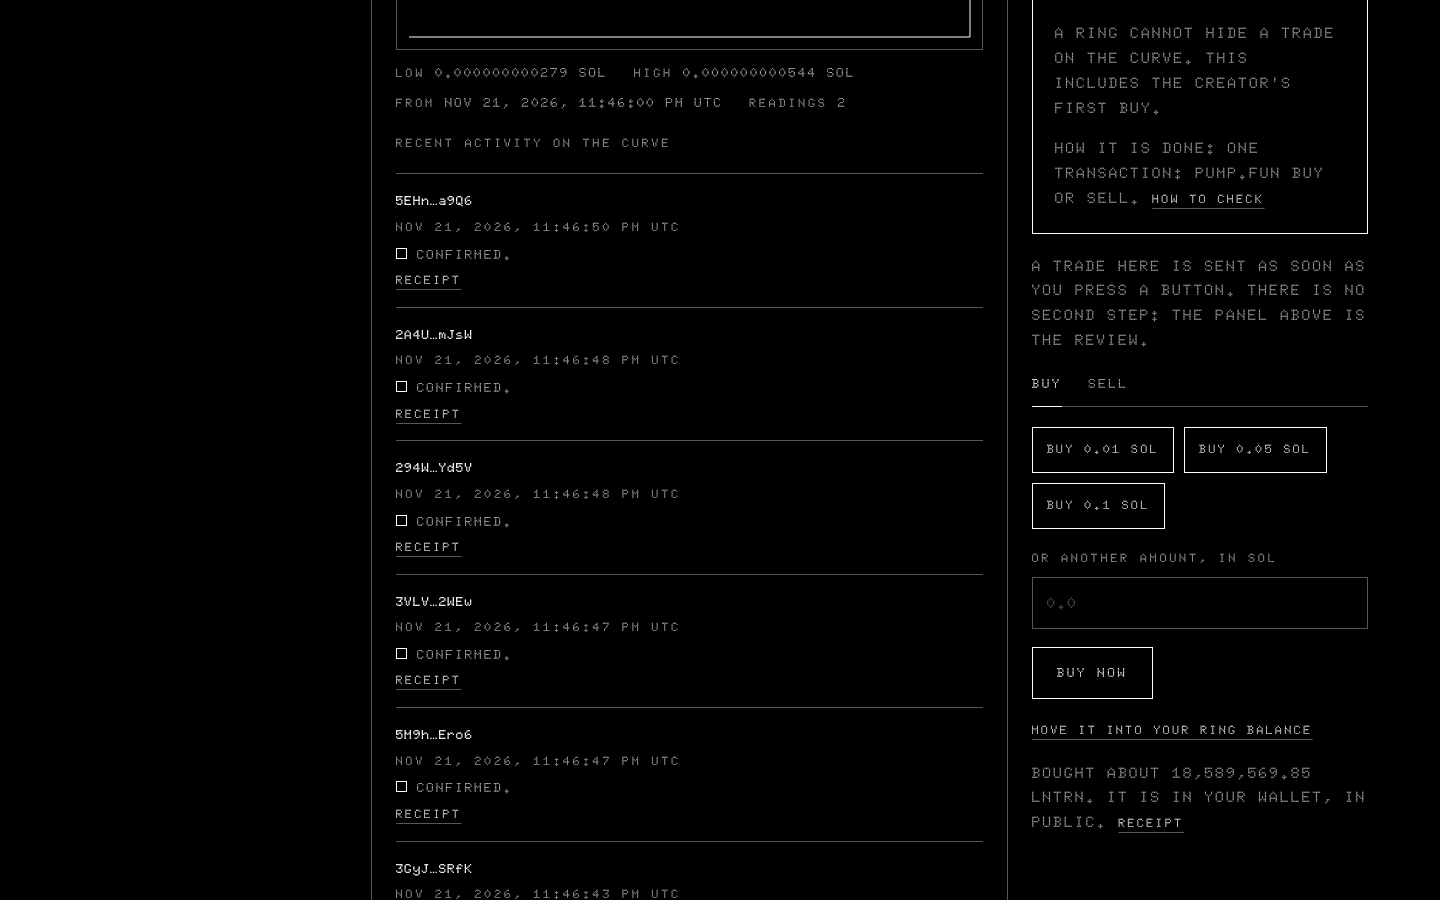 LOW 0.000000000279 SOL HIGH 0.000000000544 SOL
FROM NOV 21, 2026, 11:46:00 PM UTC READINGS 2
RECENT ACTIVITY ON THE CURVE
5EHn…a9Q6
NOV 21, 2026, 11:46:50 PM UTC
CONFIRMED.
RECEIPT
2A4U…mJsW
NOV 21, 2026, 11:46:48 PM UTC
CONFIRMED.
RECEIPT
294W…Yd5V
NOV 21, 2026, 11:46:48 PM UTC
CONFIRMED.
RECEIPT
3VLV…2WEw
NOV 21, 2026, 11:46:47 PM UTC
CONFIRMED.
RECEIPT
5M9h…Ero6
NOV 21, 2026, 11:46:47 PM UTC
CONFIRMED.
RECEIPT
3GyJ…SRfK
NOV 21, 2026, 11:46:43 PM UTC
A RING CANNOT HIDE A TRADE
ON THE CURVE. THIS
INCLUDES THE CREATOR'S
FIRST BUY.
HOW IT IS DONE: ONE
TRANSACTION: PUMP.FUN BUY
OR SELL. HOW TO CHECK
A TRADE HERE IS SENT AS SOON AS
YOU PRESS A BUTTON. THERE IS NO
SECOND STEP: THE PANEL ABOVE IS
THE REVIEW.
BUY SELL
BUY 0.01 SOL BUY 0.05 SOL
BUY 0.1 SOL
OR ANOTHER AMOUNT, IN SOL
0.0
BUY NOW
MOVE IT INTO YOUR RING BALANCE
BOUGHT ABOUT 18,589,569.85
LNTRN. IT IS IN YOUR WALLET, IN
PUBLIC. RECEIPT